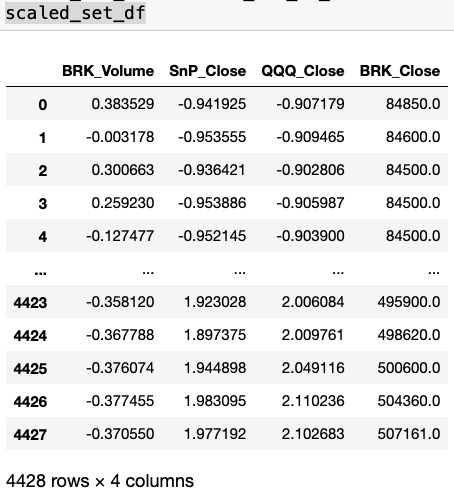 scaled_set_df
BRK_Volume SnP_Close QQQ_Close BRK_Close
0 0.383529 -0.941925 -0.907179 84850.0
1 -0.003178 -0.953555 -0.909465 84600.0
2 0.300663 -0.936421 -0.902806 84500.0
3 0.259230 -0.953886 -0.905987 84500.0
4 -0.127477 -0.952145 -0.903900 84500.0
... ... ... ... ...
4423 -0.358120 1.923028 2.006084 495900.0
4424 -0.367788 1.897375 2.009761 498620.0
4425 -0.376074 1.944898 2.049116 500600.0
4426 -0.377455 1.983095 2.110236 504360.0
4427 -0.370550 1.977192 2.102683 507161.0
4428 rows × 4 columns